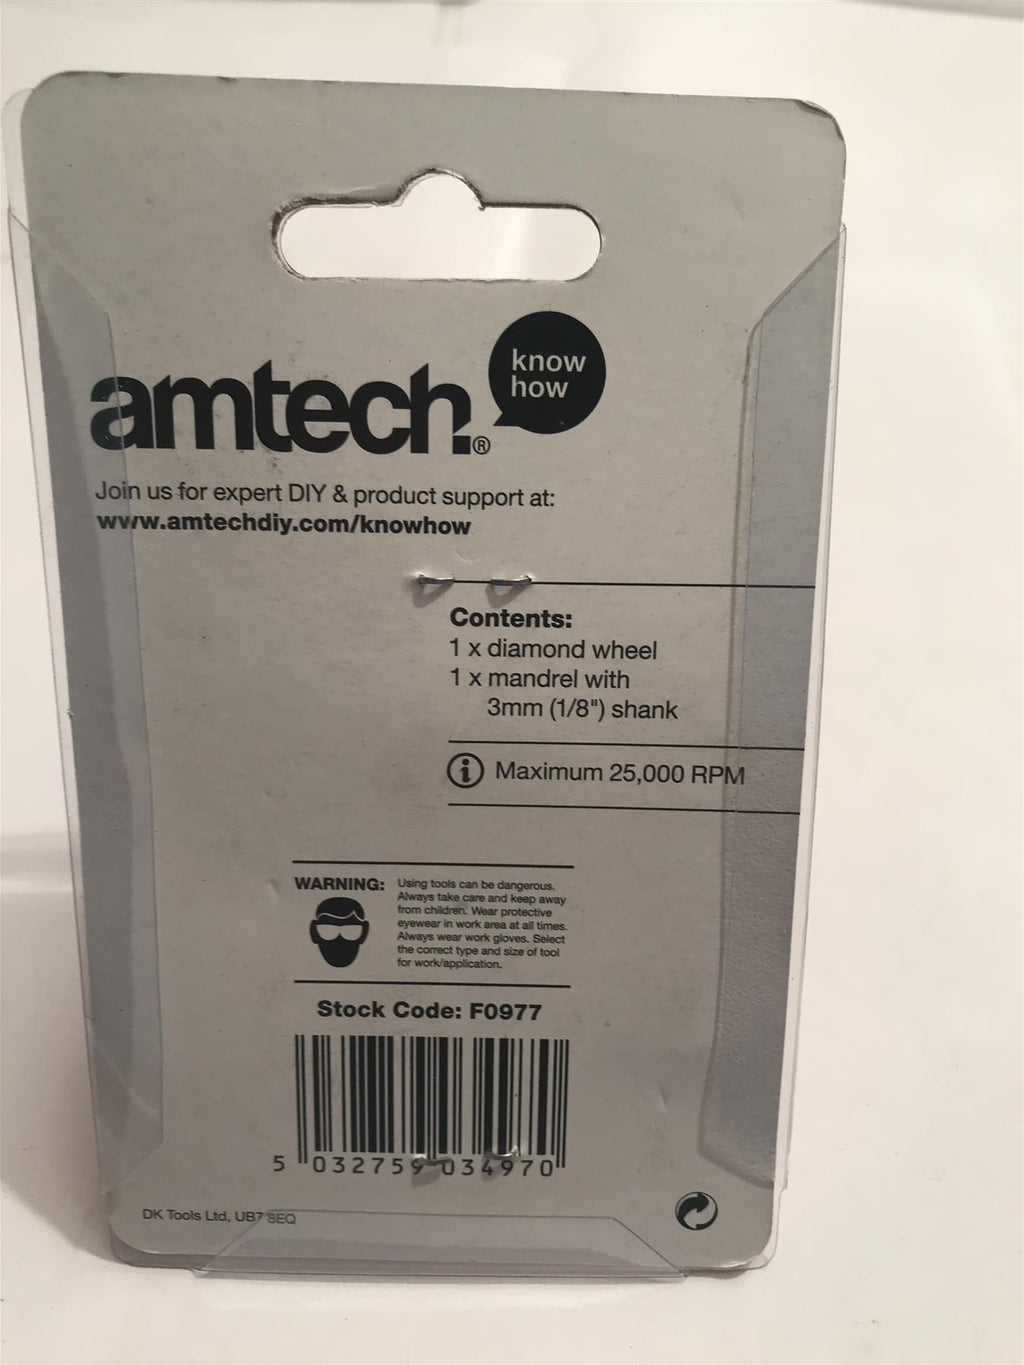 know
how
amtech®
Join us for expert DIY & product support at:
www.amtechdiy.com/knowhow
Contents:
1 x diamond wheel
1 x mandrel with
3mm (1/8") shank
Maximum 25,000 RPM
WARNING:
Using tools can be dangerous.
Always take care and keep away
from children. Wear protective
eyewear in work area at all times.
Always wear work gloves. Select
the correct type and size of tool
for work/application.
Stock Code: F0977
5 032759 034970
DK Tools Ltd, UB7 8EQ